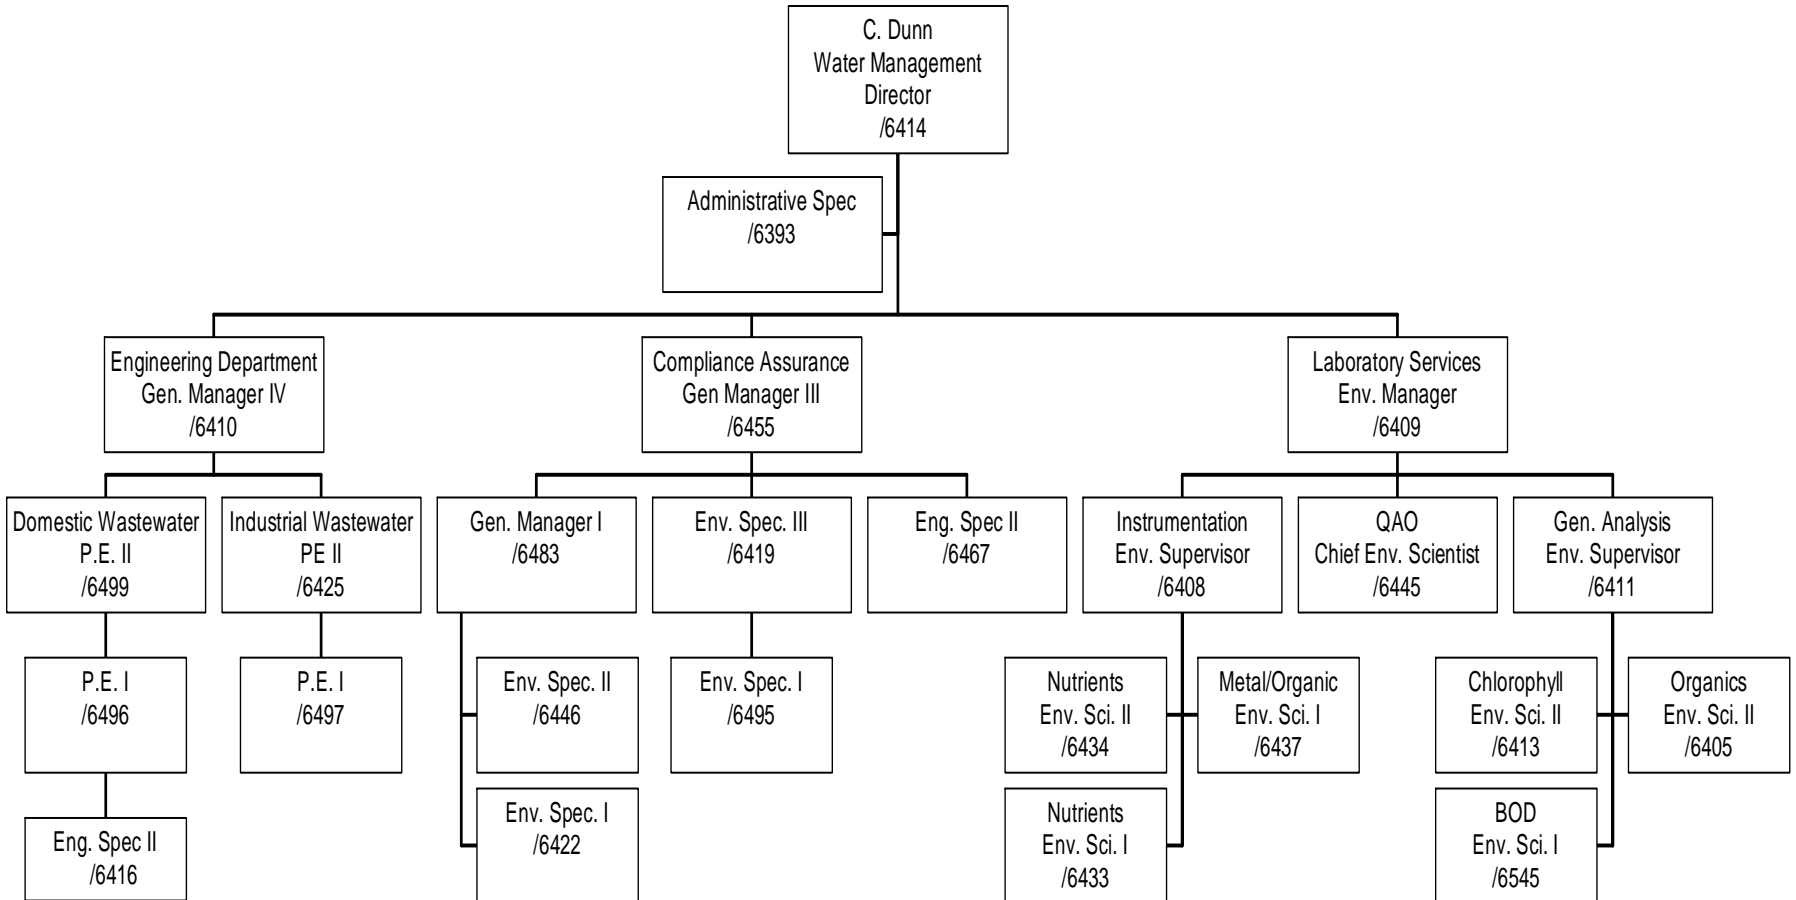 C. Dunn
Water Management
Director
/6414
Administrative Spec
/6393
Engineering Department
Gen. Manager IV
/6410
Compliance Assurance
Gen Manager III
/6455
Laboratory Services
Env. Manager
/6409
Domestic Wastewater
P.E. II
/6499
Industrial Wastewater
PE II
/6425
Gen. Manager I
/6483
Env. Spec. III
/6419
Eng. Spec II
/6467
Instrumentation
Env. Supervisor
/6408
QAO
Chief Env. Scientist
/6445
Gen. Analysis
Env. Supervisor
/6411
P.E. I
/6496
P.E. I
/6497
Env. Spec. II
/6446
Env. Spec. I
/6495
Nutrients
Env. Sci. II
/6434
Metal/Organic
Env. Sci. I
/6437
Chlorophyll
Env. Sci. II
/6413
Organics
Env. Sci. II
/6405
Eng. Spec II
/6416
Env. Spec. I
/6422
Nutrients
Env. Sci. I
/6433
BOD
Env. Sci. I
/6545